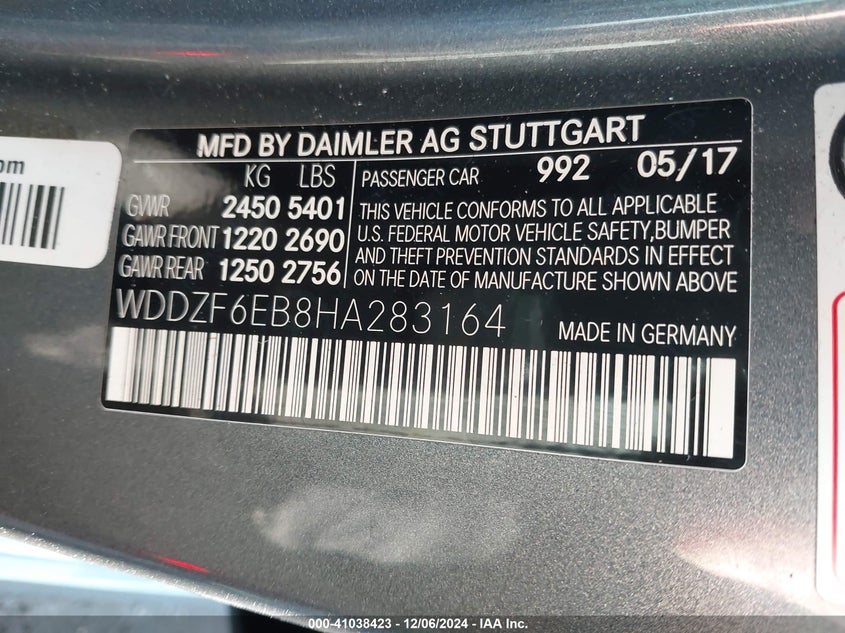 MFD BY DAIMLER AG STUTTGART
KG LBS
GVWR 2450 5401
GAWR FRONT 1220 2690
GAWR REAR 1250 2756
PASSENGER CAR 992 05/17
THIS VEHICLE CONFORMS TO ALL APPLICABLE
U.S. FEDERAL MOTOR VEHICLE SAFETY,BUMPER
AND THEFT PREVENTION STANDARDS IN EFFECT
ON THE DATE OF MANUFACTURE SHOWN ABOVE
WDDZF6EB8HA283164 MADE IN GERMANY
000-41038423 - 12/06/2024 - IAA Inc.